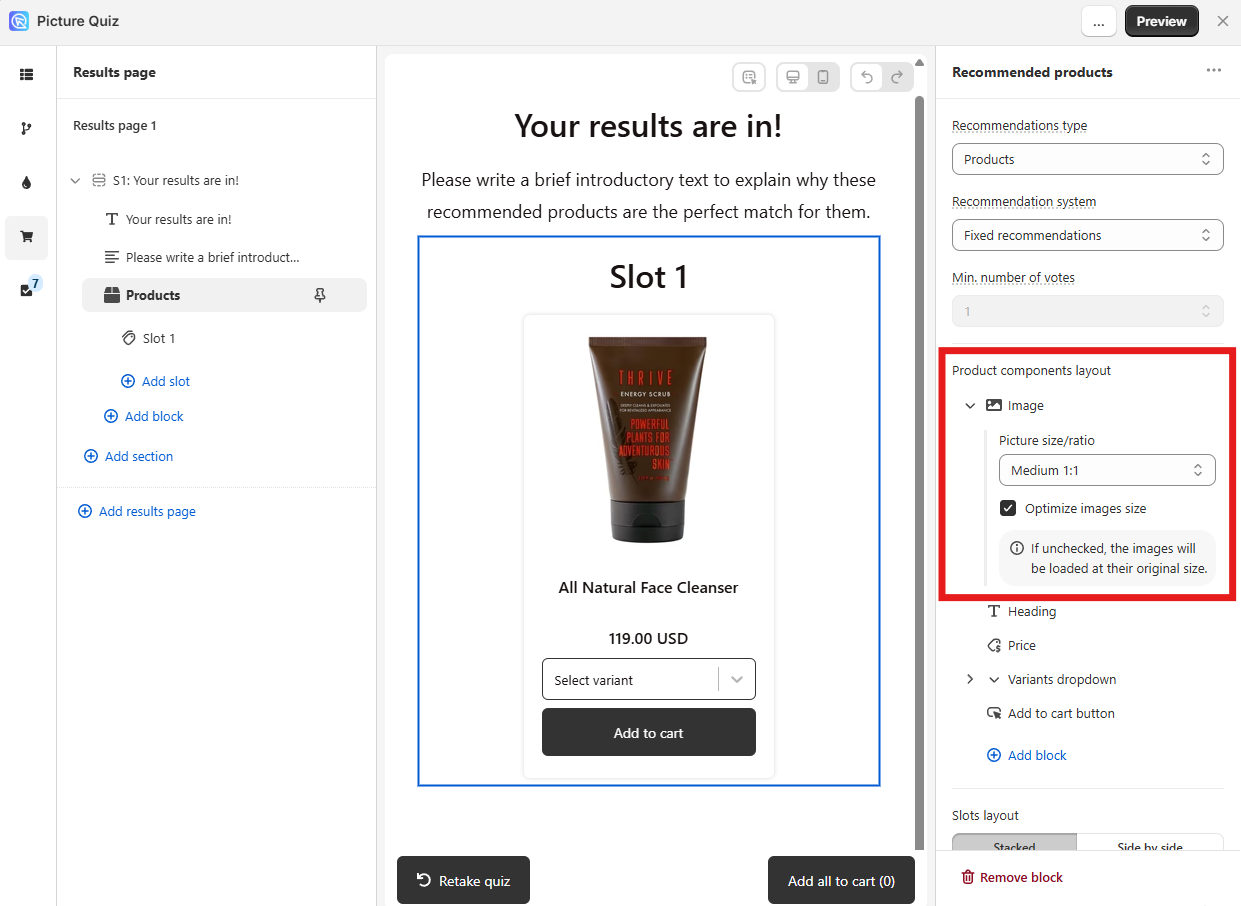 Picture Quiz
...
Preview
Results page
Results page 1
S1: Your results are in!
Your results are in!
Please write a brief introduct...
Products
Slot 1
Add slot
Add block
Add section
Add results page
7
Your results are in!
Please write a brief introductory text to explain why these
recommended products are the perfect match for them.
Slot 1
THRIVE
ENERGY SCRUB
DEEPLY CLEANS & EXFOLIATES
FOR REVITALIZED APPEARANCE
POWERFUL
PLANTS FOR
ADVENTUROUS
SKIN
All Natural Face Cleanser
119.00 USD
Select variant
Add to cart
Retake quiz
Add all to cart (0)
Recommended products
Recommendations type
Products
Recommendation system
Fixed recommendations
Min. number of votes
1
Product components layout
Image
Picture size/ratio
Medium 1:1
Optimize images size
If unchecked, the images will
be loaded at their original size.
Heading
Price
Variants dropdown
Add to cart button
Add block
Slots layout
Stacked
Side by side
Remove block